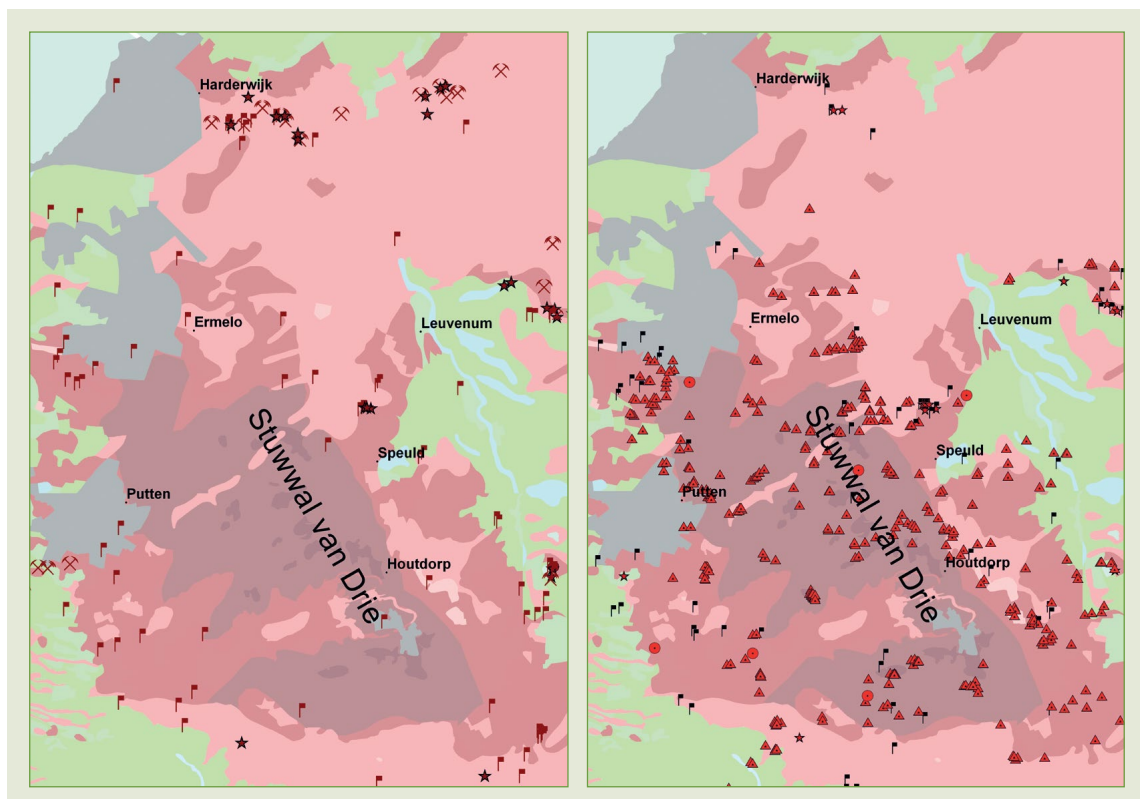 Harderwijk
Ermelo
Leuvenum
Stuwwal van Drie
Speuld
Putten
Houtdorp
Harderwijk
Ermelo
Leuvenum
Stuwwal van Drie
Speuld
Putten
Houtdorp